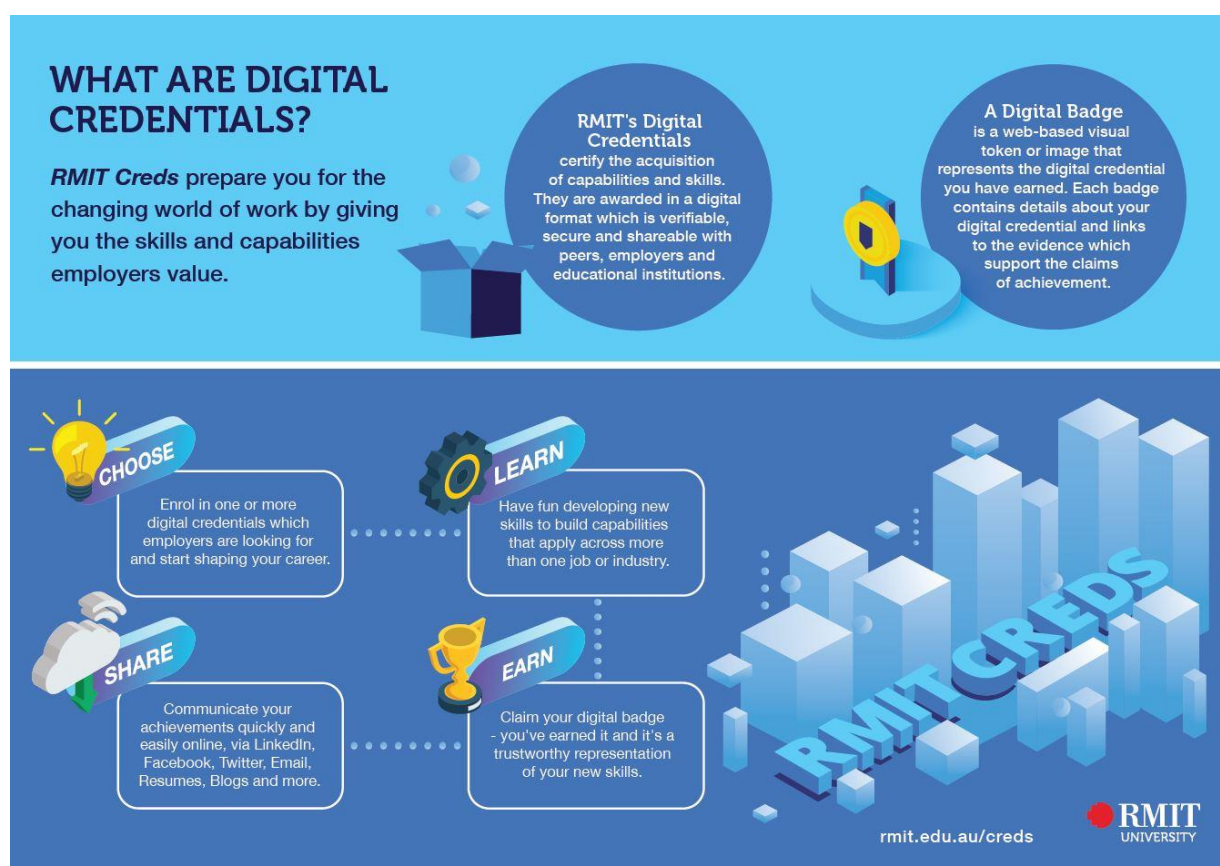 WHAT ARE DIGITAL
CREDENTIALS?
RMIT Creds prepare you for the
changing world of work by giving
you the skills and capabilities
employers value.
RMIT's Digital
Credentials
certify the acquisition
of capabilities and skills.
They are awarded in a digital
format which is verifiable,
secure and shareable with
peers, employers and
educational institutions.
A Digital Badge
is a web-based visual
token or image that
represents the digital credential
you have earned. Each badge
contains details about your
digital credential and links
to the evidence which
support the claims
of achievement.
CHOOSE
Enrol in one or more
digital credentials which
employers are looking for
and start shaping your career.
LEARN
Have fun developing new
skills to build capabilities
that apply across more
than one job or industry.
EARN
Claim your digital badge
- you've earned it and it's a
trustworthy representation
of your new skills.
SHARE
Communicate your
achievements quickly and
easily online, via LinkedIn,
Facebook, Twitter, Email,
Resumes, Blogs and more.
RMIT CREDS
rmit.edu.au/creds
RMIT
UNIVERSITY